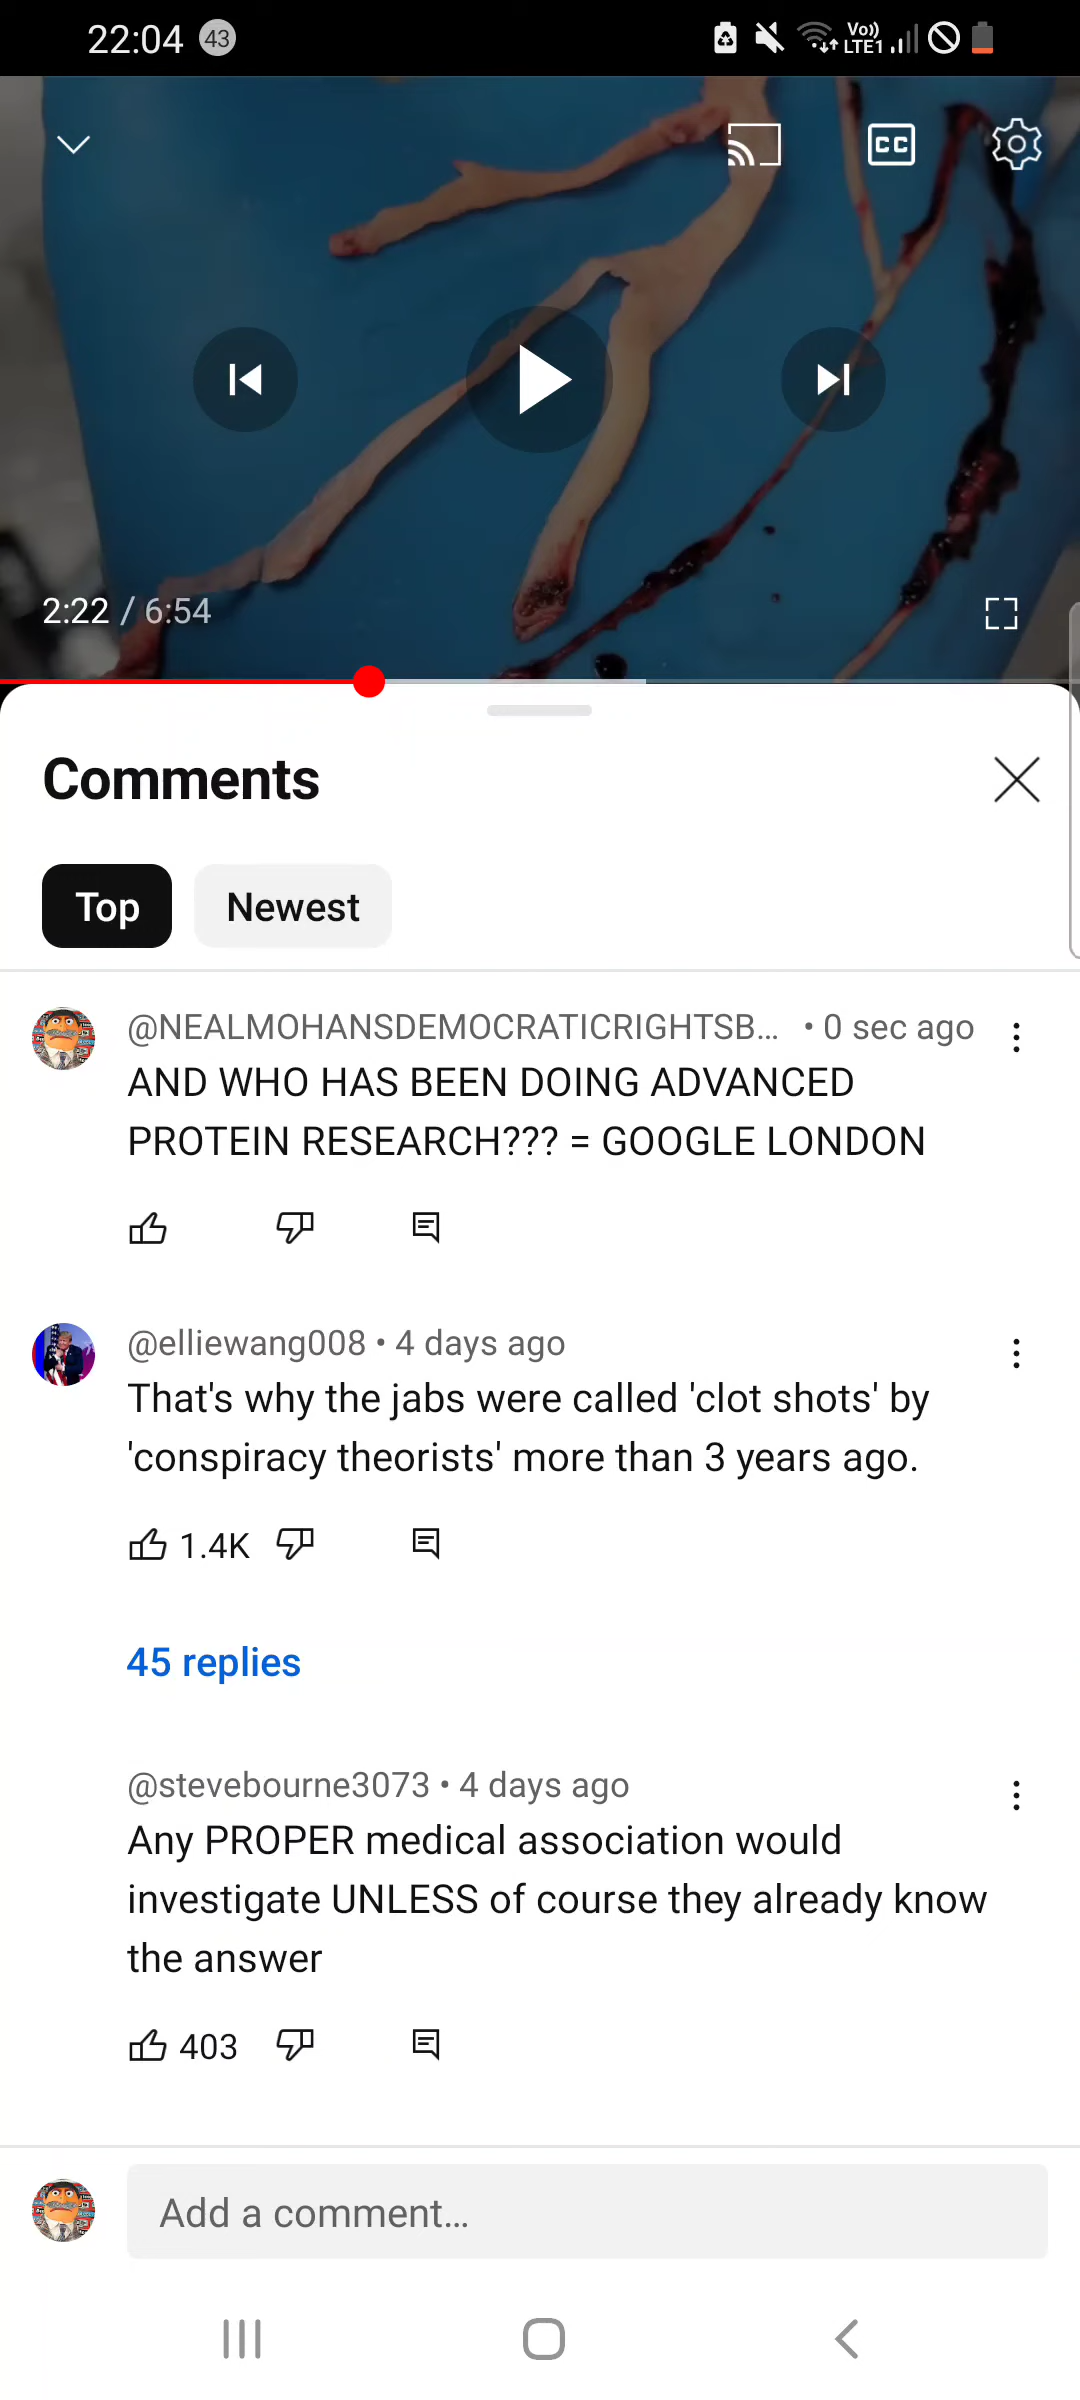 22:04 43 Vo)) LTE1
CC
2:22 / 6:54
Comments
Top Newest
@NEALMOHANSDEMOCRATICRIGHTSB... • 0 sec ago
AND WHO HAS BEEN DOING ADVANCED
PROTEIN RESEARCH??? = GOOGLE LONDON
@elliewang008 • 4 days ago
That's why the jabs were called 'clot shots' by
'conspiracy theorists' more than 3 years ago.
1.4K
45 replies
@stevebourne3073 • 4 days ago
Any PROPER medical association would
investigate UNLESS of course they already know
the answer
403
Add a comment...